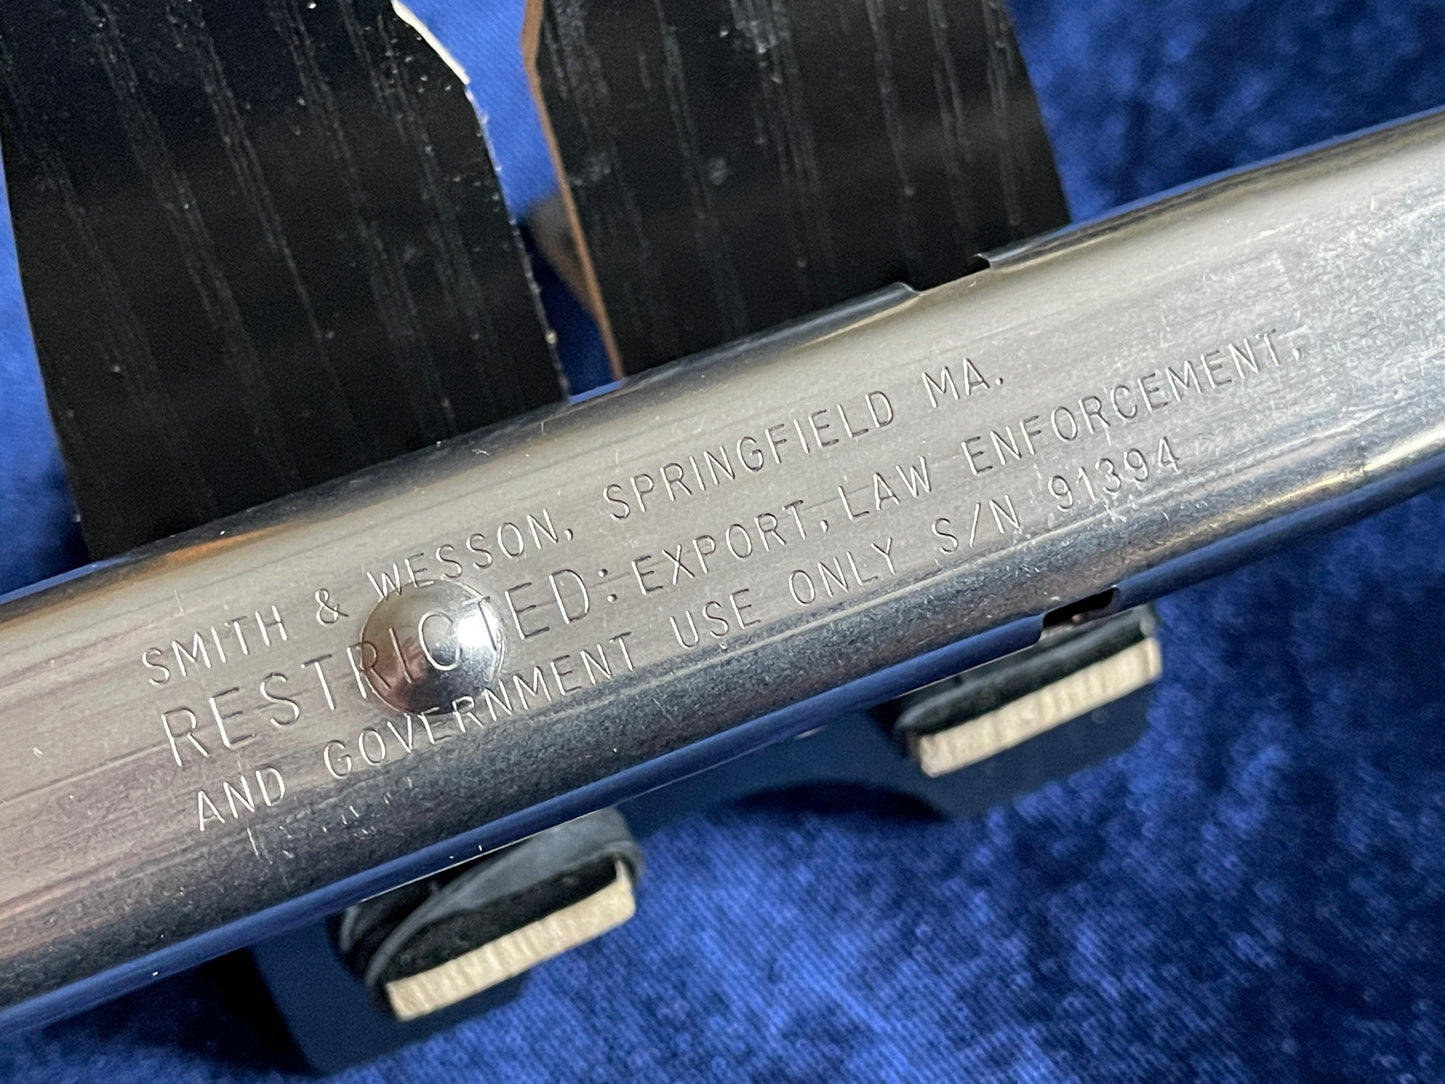 SMITH & WESSON, SPRINGFIELD MA.
RESTRICTED: EXPORT, LAW ENFORCEMENT,
AND GOVERNMENT USE ONLY S/N 91394